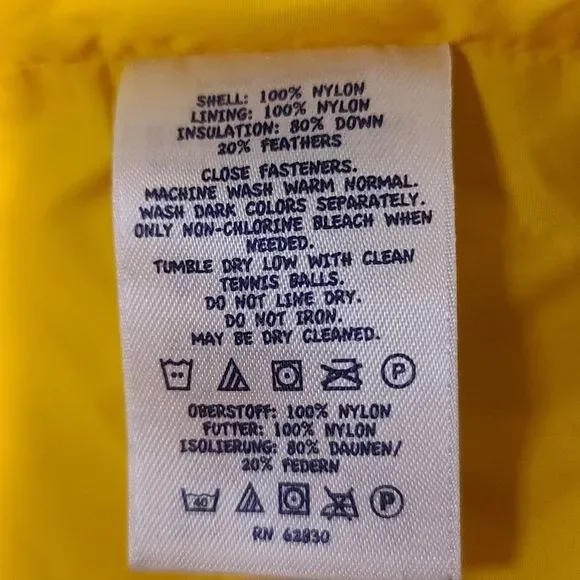 SHELL: 100% NYLON
LINING: 100% NYLON
INSULATION: 80% DOWN
20% FEATHERS
CLOSE FASTENERS.
MACHINE WASH WARM NORMAL.
WASH DARK COLORS SEPARATELY.
ONLY NON-CHLORINE BLEACH WHEN
NEEDED.
TUMBLE DRY LOW WITH CLEAN
TENNIS BALLS.
DO NOT LINE DRY.
DO NOT IRON.
MAY BE DRY CLEANED.
P
OBERSTOFF: 100% NYLON
FUTTER: 100% NYLON
ISOLIERUNG: 80% DAUNEN/
20% FEDERN
40 P
RN 62830